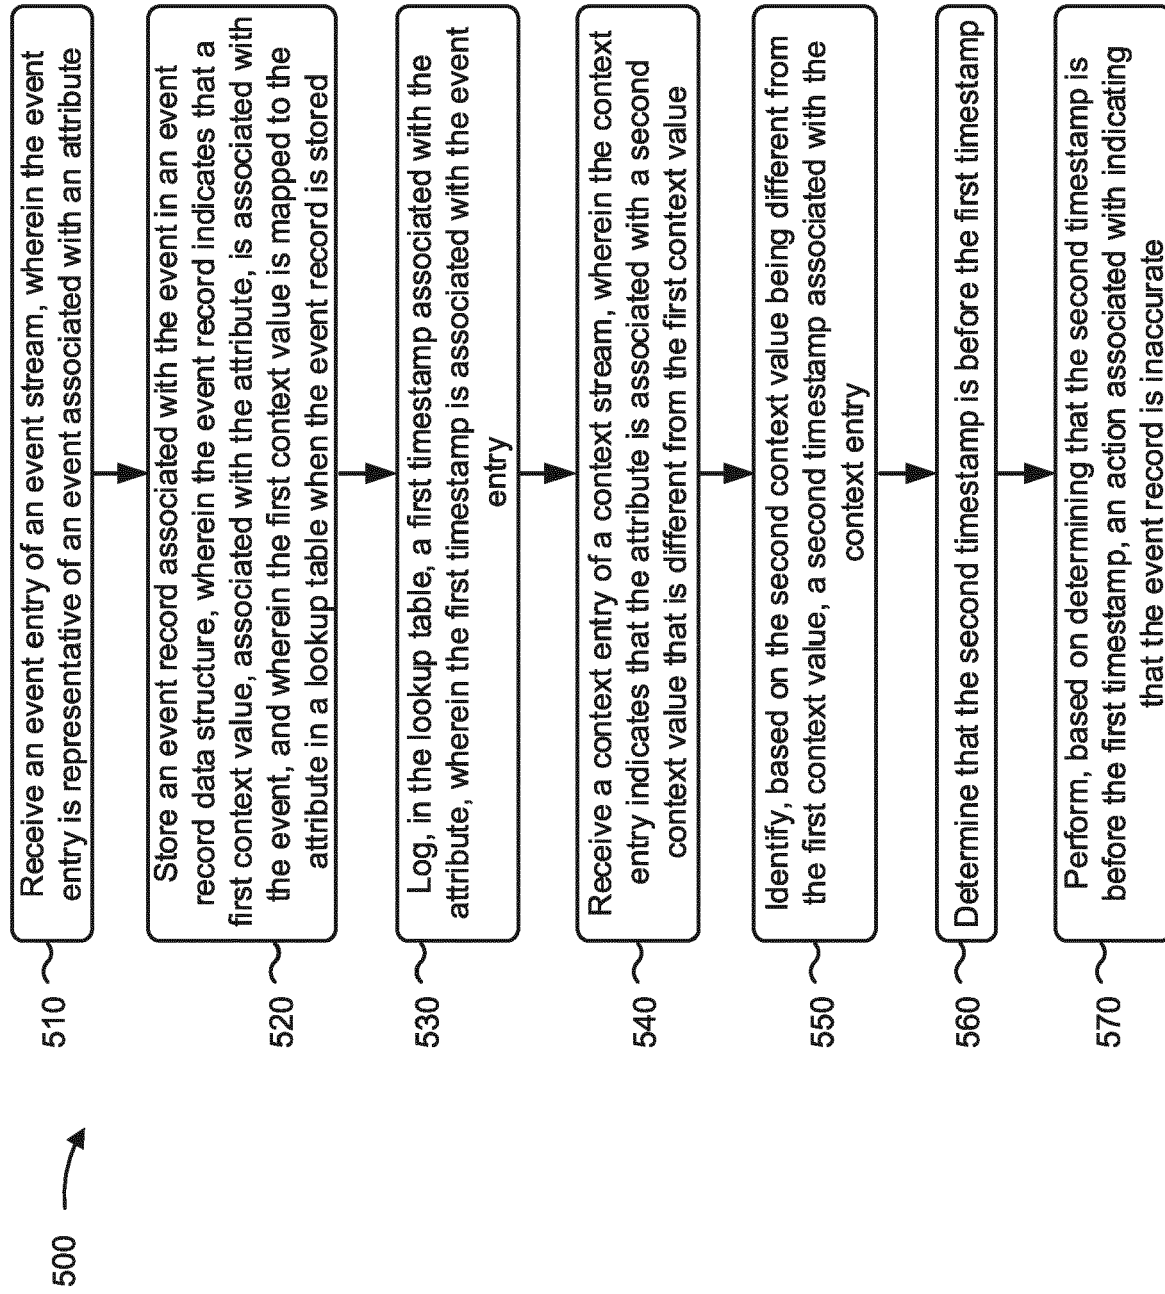 500
510
Receive an event entry of an event stream, wherein the event
entry is representative of an event associated with an attribute
520
Store an event record associated with the event in an event
record data structure, wherein the event record indicates that a
first context value, associated with the attribute, is associated with
the event, and wherein the first context value is mapped to the
attribute in a lookup table when the event record is stored
530
Log, in the lookup table, a first timestamp associated with the
attribute, wherein the first timestamp is associated with the event
entry
540
Receive a context entry of a context stream, wherein the context
entry indicates that the attribute is associated with a second
context value that is different from the first context value
550
Identify, based on the second context value being different from
the first context value, a second timestamp associated with the
context entry
560
Determine that the second timestamp is before the first timestamp
570
Perform, based on determining that the second timestamp is
before the first timestamp, an action associated with indicating
that the event record is inaccurate